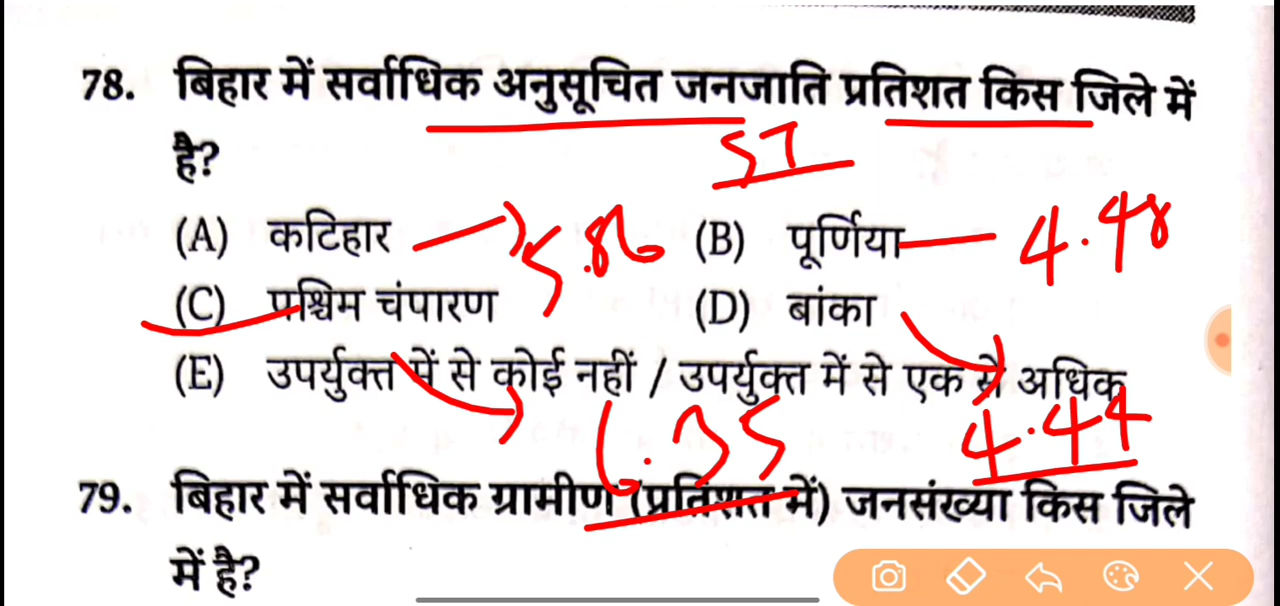 78. बिहार में सर्वाधिक अनुसूचित जनजाति प्रतिशत किस जिले में
है?
ST
(A) कटिहार 5.86 (B) पूर्णिया 4.48
(C) पश्चिम चंपारण (D) बांका
(E) उपर्युक्त में से कोई नहीं / उपर्युक्त में से एक से अधिक
6.35 4.44
79. बिहार में सर्वाधिक ग्रामीण (प्रतिशत में) जनसंख्या किस जिले
में है?